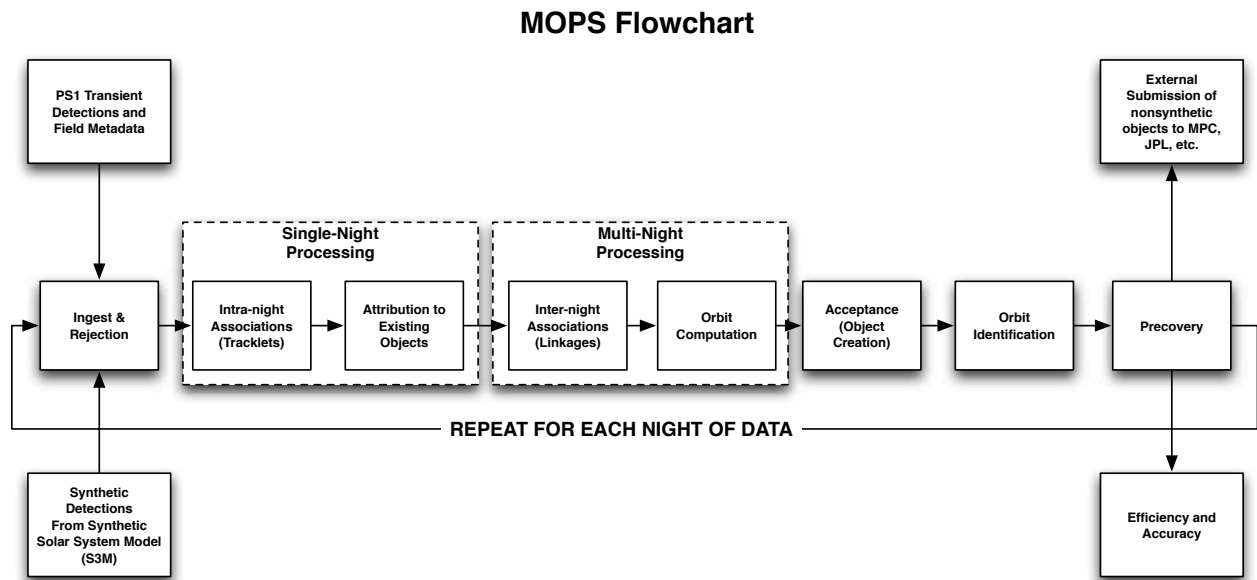 MOPS Flowchart
PS1 Transient
Detections and
Field Metadata
External
Submission of
nonsynthetic
objects to MPC,
JPL, etc.
Single-Night
Processing
Multi-Night
Processing
Ingest &
Rejection
Intra-night
Associations
(Tracklets)
Attribution to
Existing
Objects
Inter-night
Associations
(Linkages)
Orbit
Computation
Acceptance
(Object
Creation)
Orbit
Identification
Precovery
REPEAT FOR EACH NIGHT OF DATA
Synthetic
Detections
From Synthetic
Solar System Model
(S3M)
Efficiency and
Accuracy